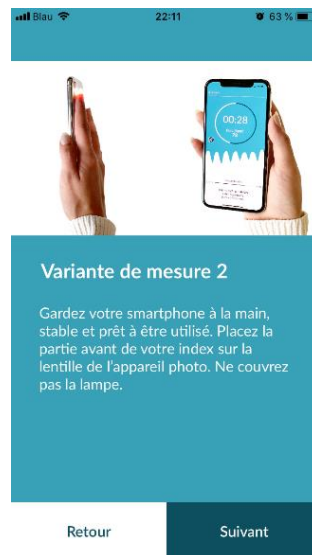 Blau 22:11 63 %
00:28
Variante de mesure 2
Gardez votre smartphone à la main,
stable et prêt à être utilisé. Placez la
partie avant de votre index sur la
lentille de l'appareil photo. Ne couvrez
pas la lampe.
Retour Suivant